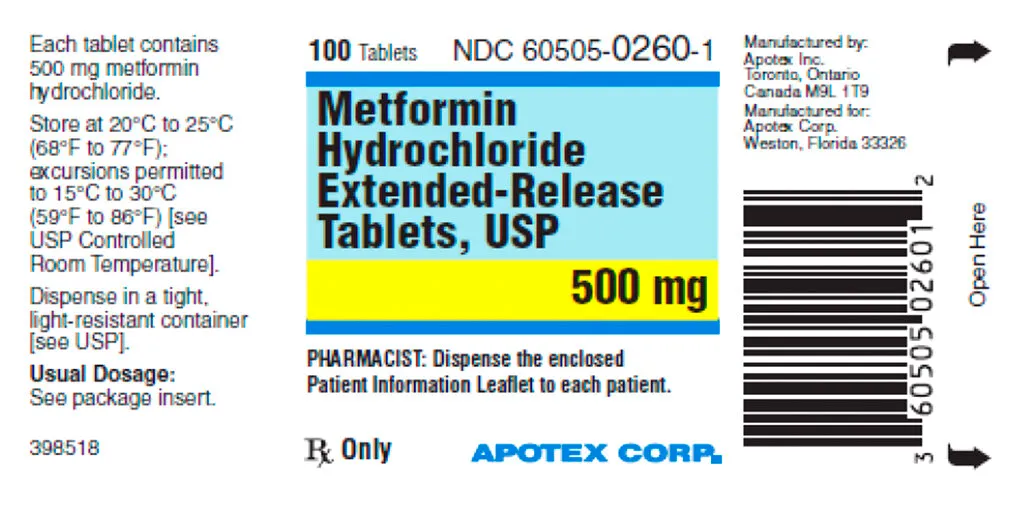 Each tablet contains
500 mg metformin
hydrochloride.
Store at 20°C to 25°C
(68°F to 77°F);
excursions permitted
to 15°C to 30°C
(59°F to 86°F) [see
USP Controlled
Room Temperature].
Dispense in a tight,
light-resistant container
[see USP].
Usual Dosage:
See package insert.
398518
100 Tablets NDC 60505-0260-1
Metformin
Hydrochloride
Extended-Release
Tablets, USP
500 mg
PHARMACIST: Dispense the enclosed
Patient Information Leaflet to each patient.
Rx Only
APOTEX CORP.
Manufactured by:
Apotex Inc.
Toronto, Ontario
Canada M9L 1T9
Manufactured for:
Apotex Corp.
Weston, Florida 33326
3 60505 02601 2
Open Here